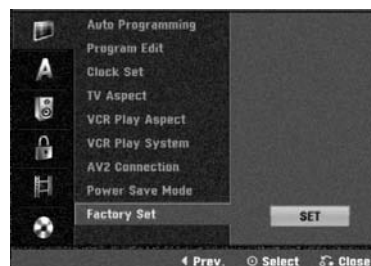 Auto Programming
Program Edit
A
Clock Set
TV Aspect
VCR Play Aspect
VCR Play System
AV2 Connection
Power Save Mode
Factory Set
SET
Prev.
Select
Close